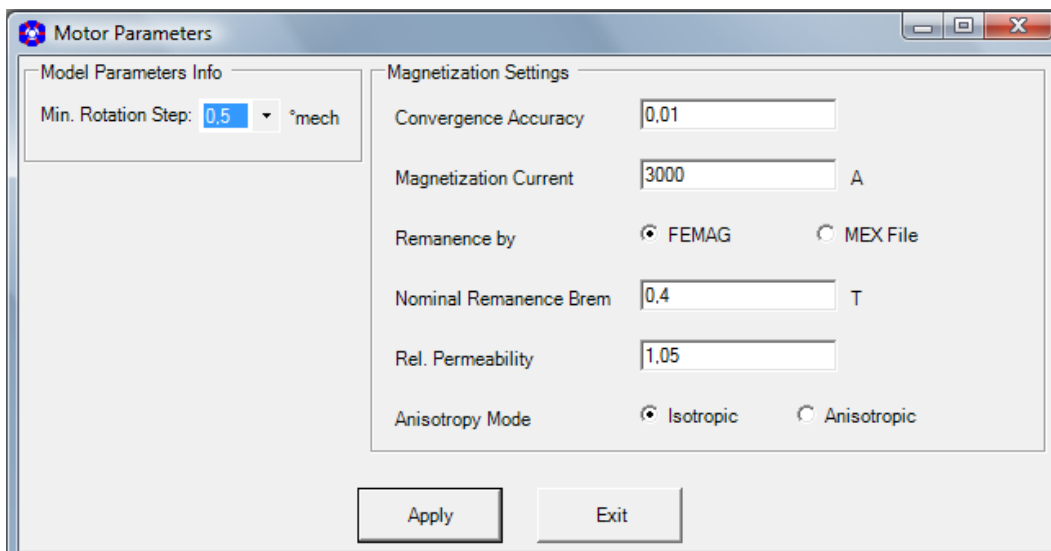 Motor Parameters
Model Parameters Info
Min. Rotation Step: 0,5 °mech
Magnetization Settings
Convergence Accuracy 0,01
Magnetization Current 3000 A
Remanence by FEMAG MEX File
Nominal Remanence Brem 0,4 T
Rel. Permeability 1,05
Anisotropy Mode Isotropic Anisotropic
Apply Exit